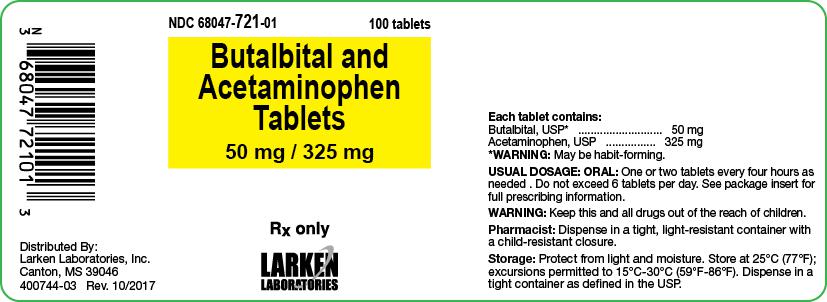 N
3
68047 72101
3
Distributed By:
Larken Laboratories, Inc.
Canton, MS 39046
400744-03 Rev. 10/2017
NDC 68047-721-01 100 tablets
Butalbital and
Acetaminophen
Tablets
50 mg / 325 mg
Rx only
LARKEN
LABORATORIES
Each tablet contains:
Butalbital, USP* ........................... 50 mg
Acetaminophen, USP ................ 325 mg
*WARNING: May be habit-forming.
USUAL DOSAGE: ORAL: One or two tablets every four hours as
needed . Do not exceed 6 tablets per day. See package insert for
full prescribing information.
WARNING: Keep this and all drugs out of the reach of children.
Pharmacist: Dispense in a tight, light-resistant container with
a child-resistant closure.
Storage: Protect from light and moisture. Store at 25°C (77°F);
excursions permitted to 15°C-30°C (59°F-86°F). Dispense in a
tight container as defined in the USP.